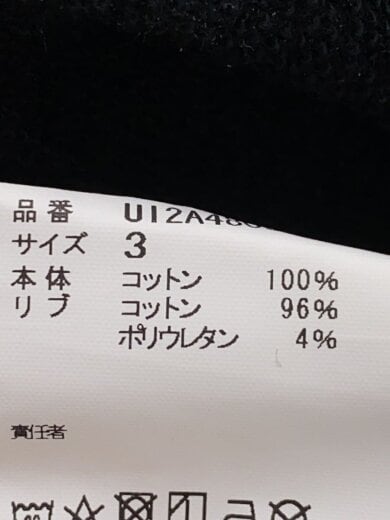 品番 U12A48
サイズ 3
本体 コットン 100%
リブ コットン 96%
ポリウレタン 4%
責任者